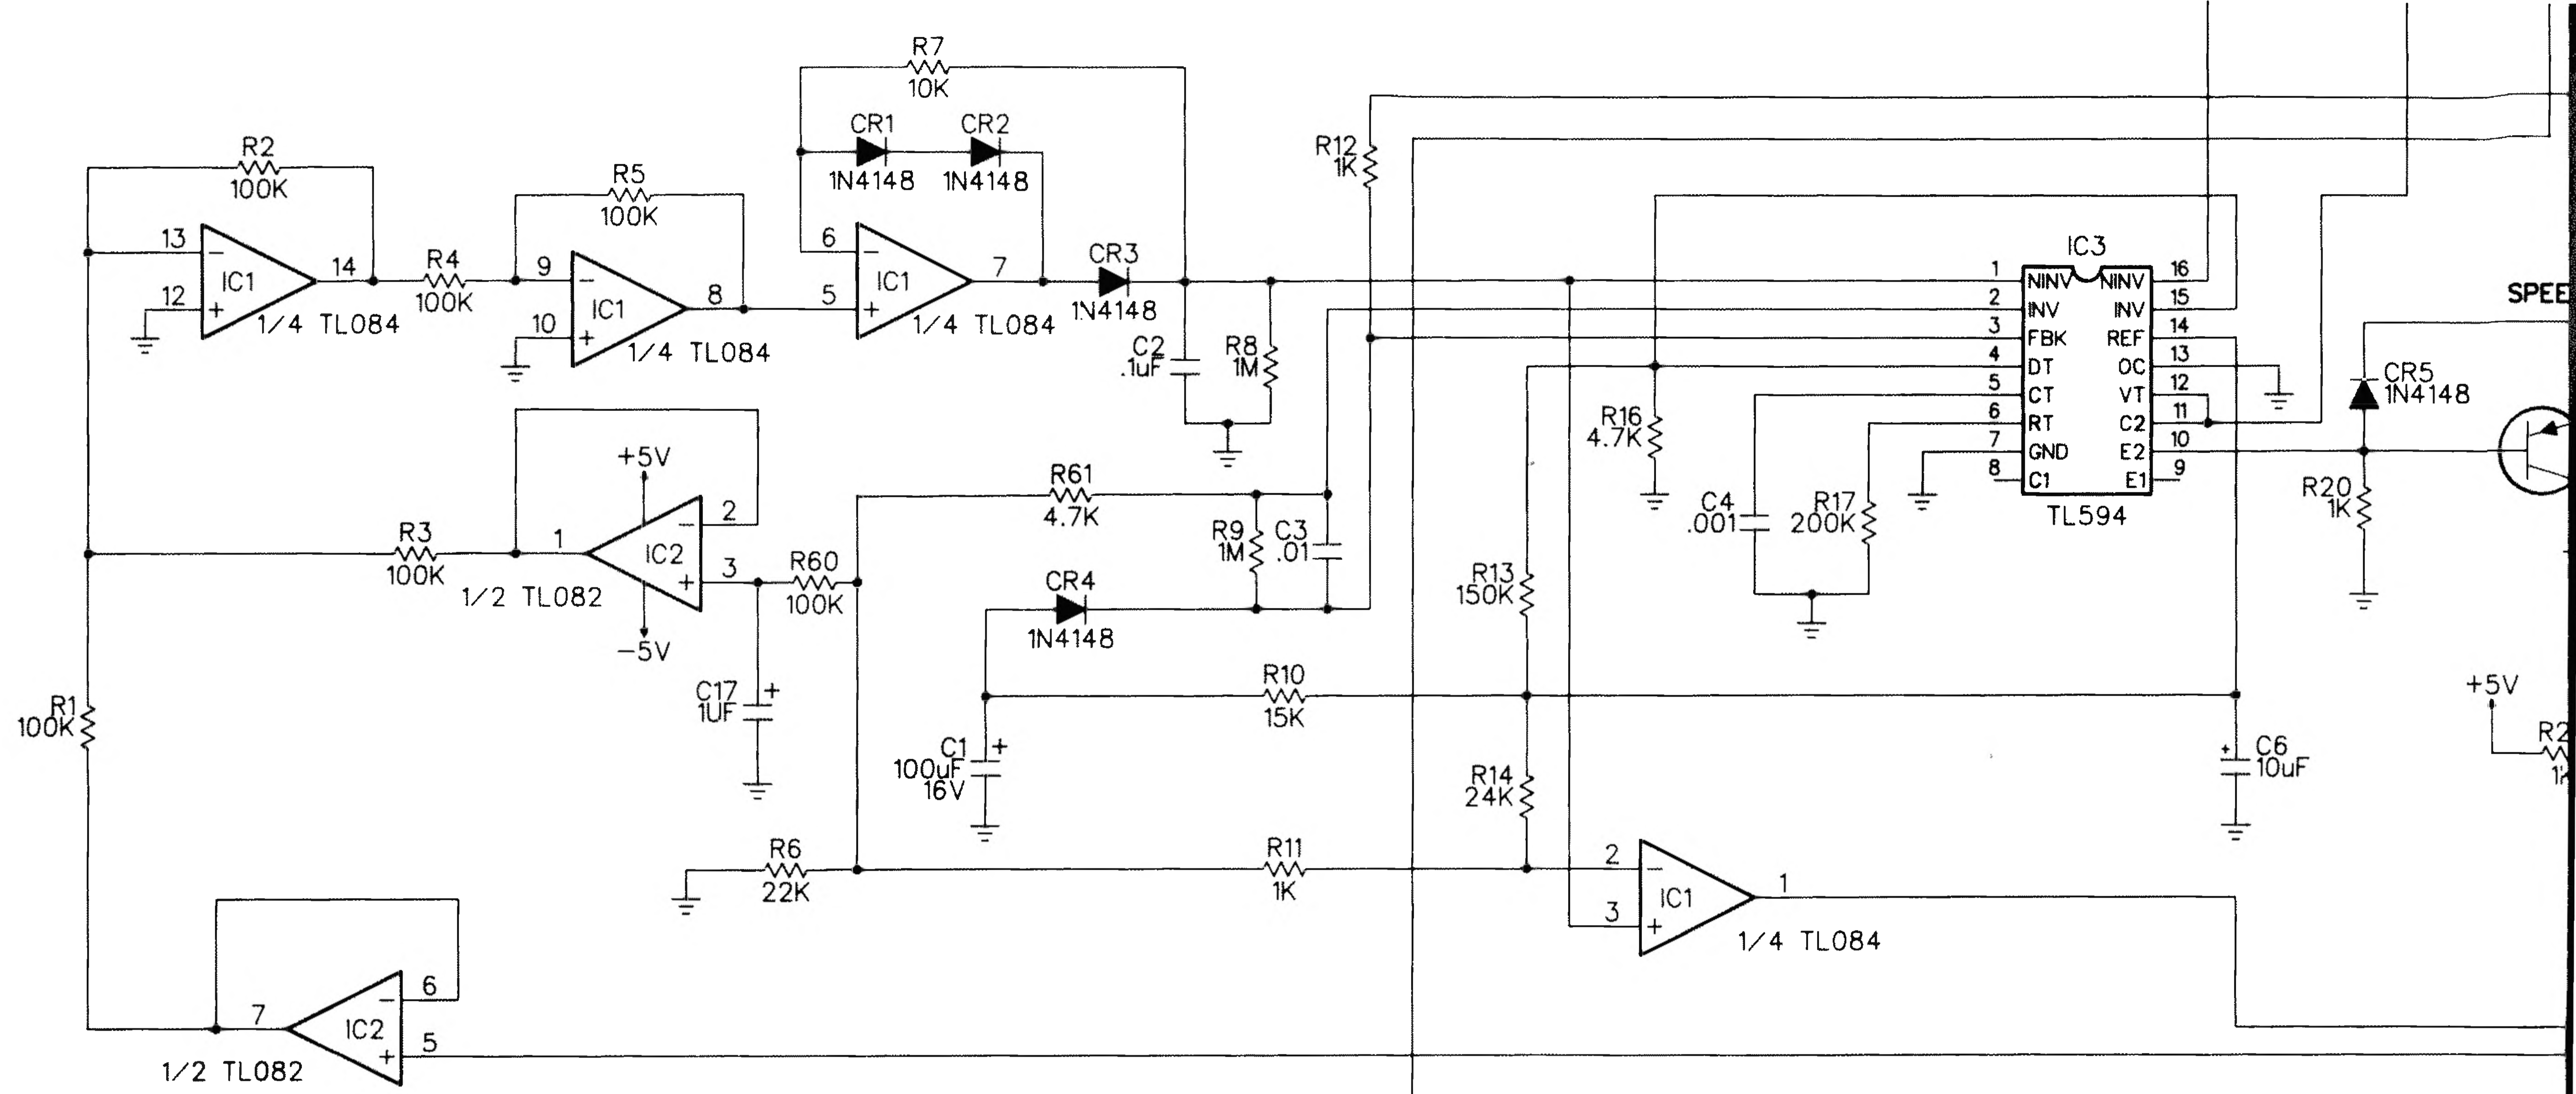 R7
10K
CR1
CR2
1N4148
1N4148
R2
100K
R5
100K
R12
1K
13
12
IC1
14
1/4 TL084
R4
100K
9
10
IC1
8
1/4 TL084
6
5
IC1
7
1/4 TL084
CR3
1N4148
C2
.1uF
R8
1M
IC3
1
2
3
4
5
6
7
8
NINV
INV
FBK
DT
CT
RT
GND
C1
NINV
INV
REF
OC
VT
C2
E2
E1
16
15
14
13
12
11
10
9
TL594
SPEE
CR5
1N4148
R20
1K
R16
4.7K
C4
.001
R17
200K
+5V
2
3
IC2
1
-5V
1/2 TL082
R3
100K
R60
100K
R61
4.7K
R9
1M
C3
.01
CR4
1N4148
R13
150K
R1
100K
C17
1UF
+
R10
15K
C1
100uF
16V
+
R14
24K
C6
10uF
+
+5V
R2
R6
22K
R11
1K
2
3
IC1
1
1/4 TL084
6
5
IC2
7
1/2 TL082